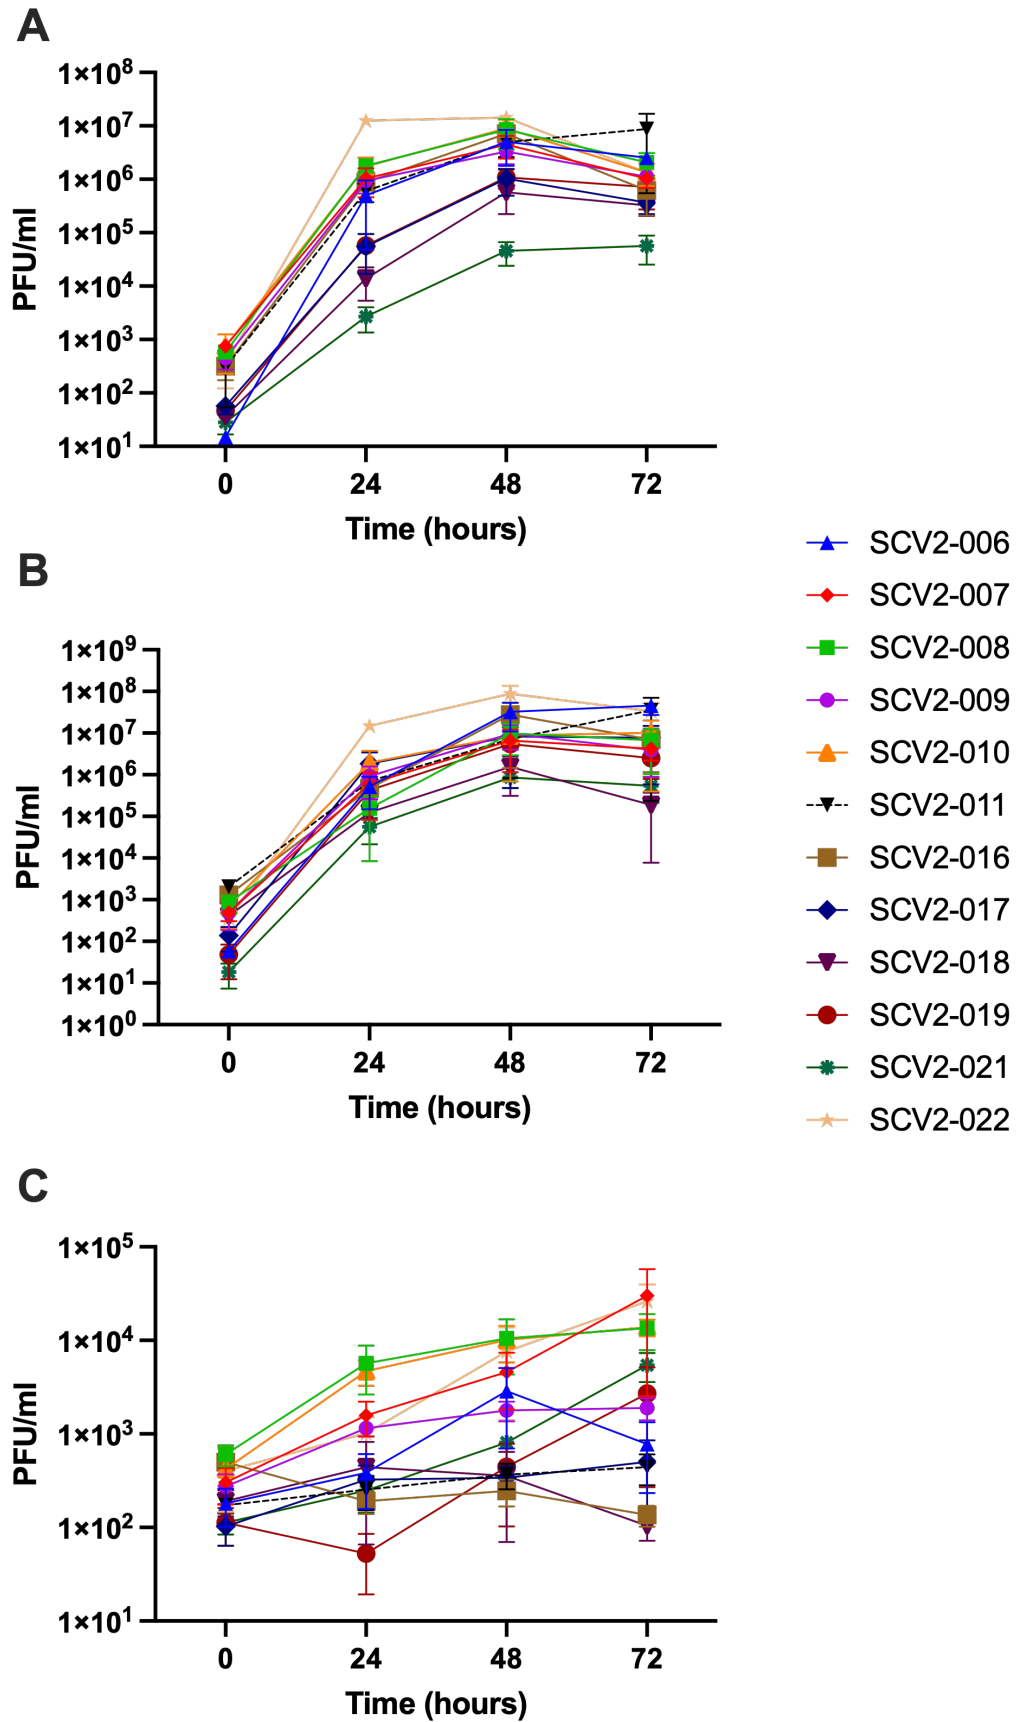 A
1×10⁸
1×10⁷
1×10⁶
1×10⁵
1×10⁴
1×10³
1×10²
1×10¹
PFU/ml
0 24 48 72
Time (hours)
B
1×10⁹
1×10⁸
1×10⁷
1×10⁶
1×10⁵
1×10⁴
1×10³
1×10²
1×10¹
1×10⁰
PFU/ml
0 24 48 72
Time (hours)
SCV2-006
SCV2-007
SCV2-008
SCV2-009
SCV2-010
SCV2-011
SCV2-016
SCV2-017
SCV2-018
SCV2-019
SCV2-021
SCV2-022
C
1×10⁵
1×10⁴
1×10³
1×10²
1×10¹
PFU/ml
0 24 48 72
Time (hours)